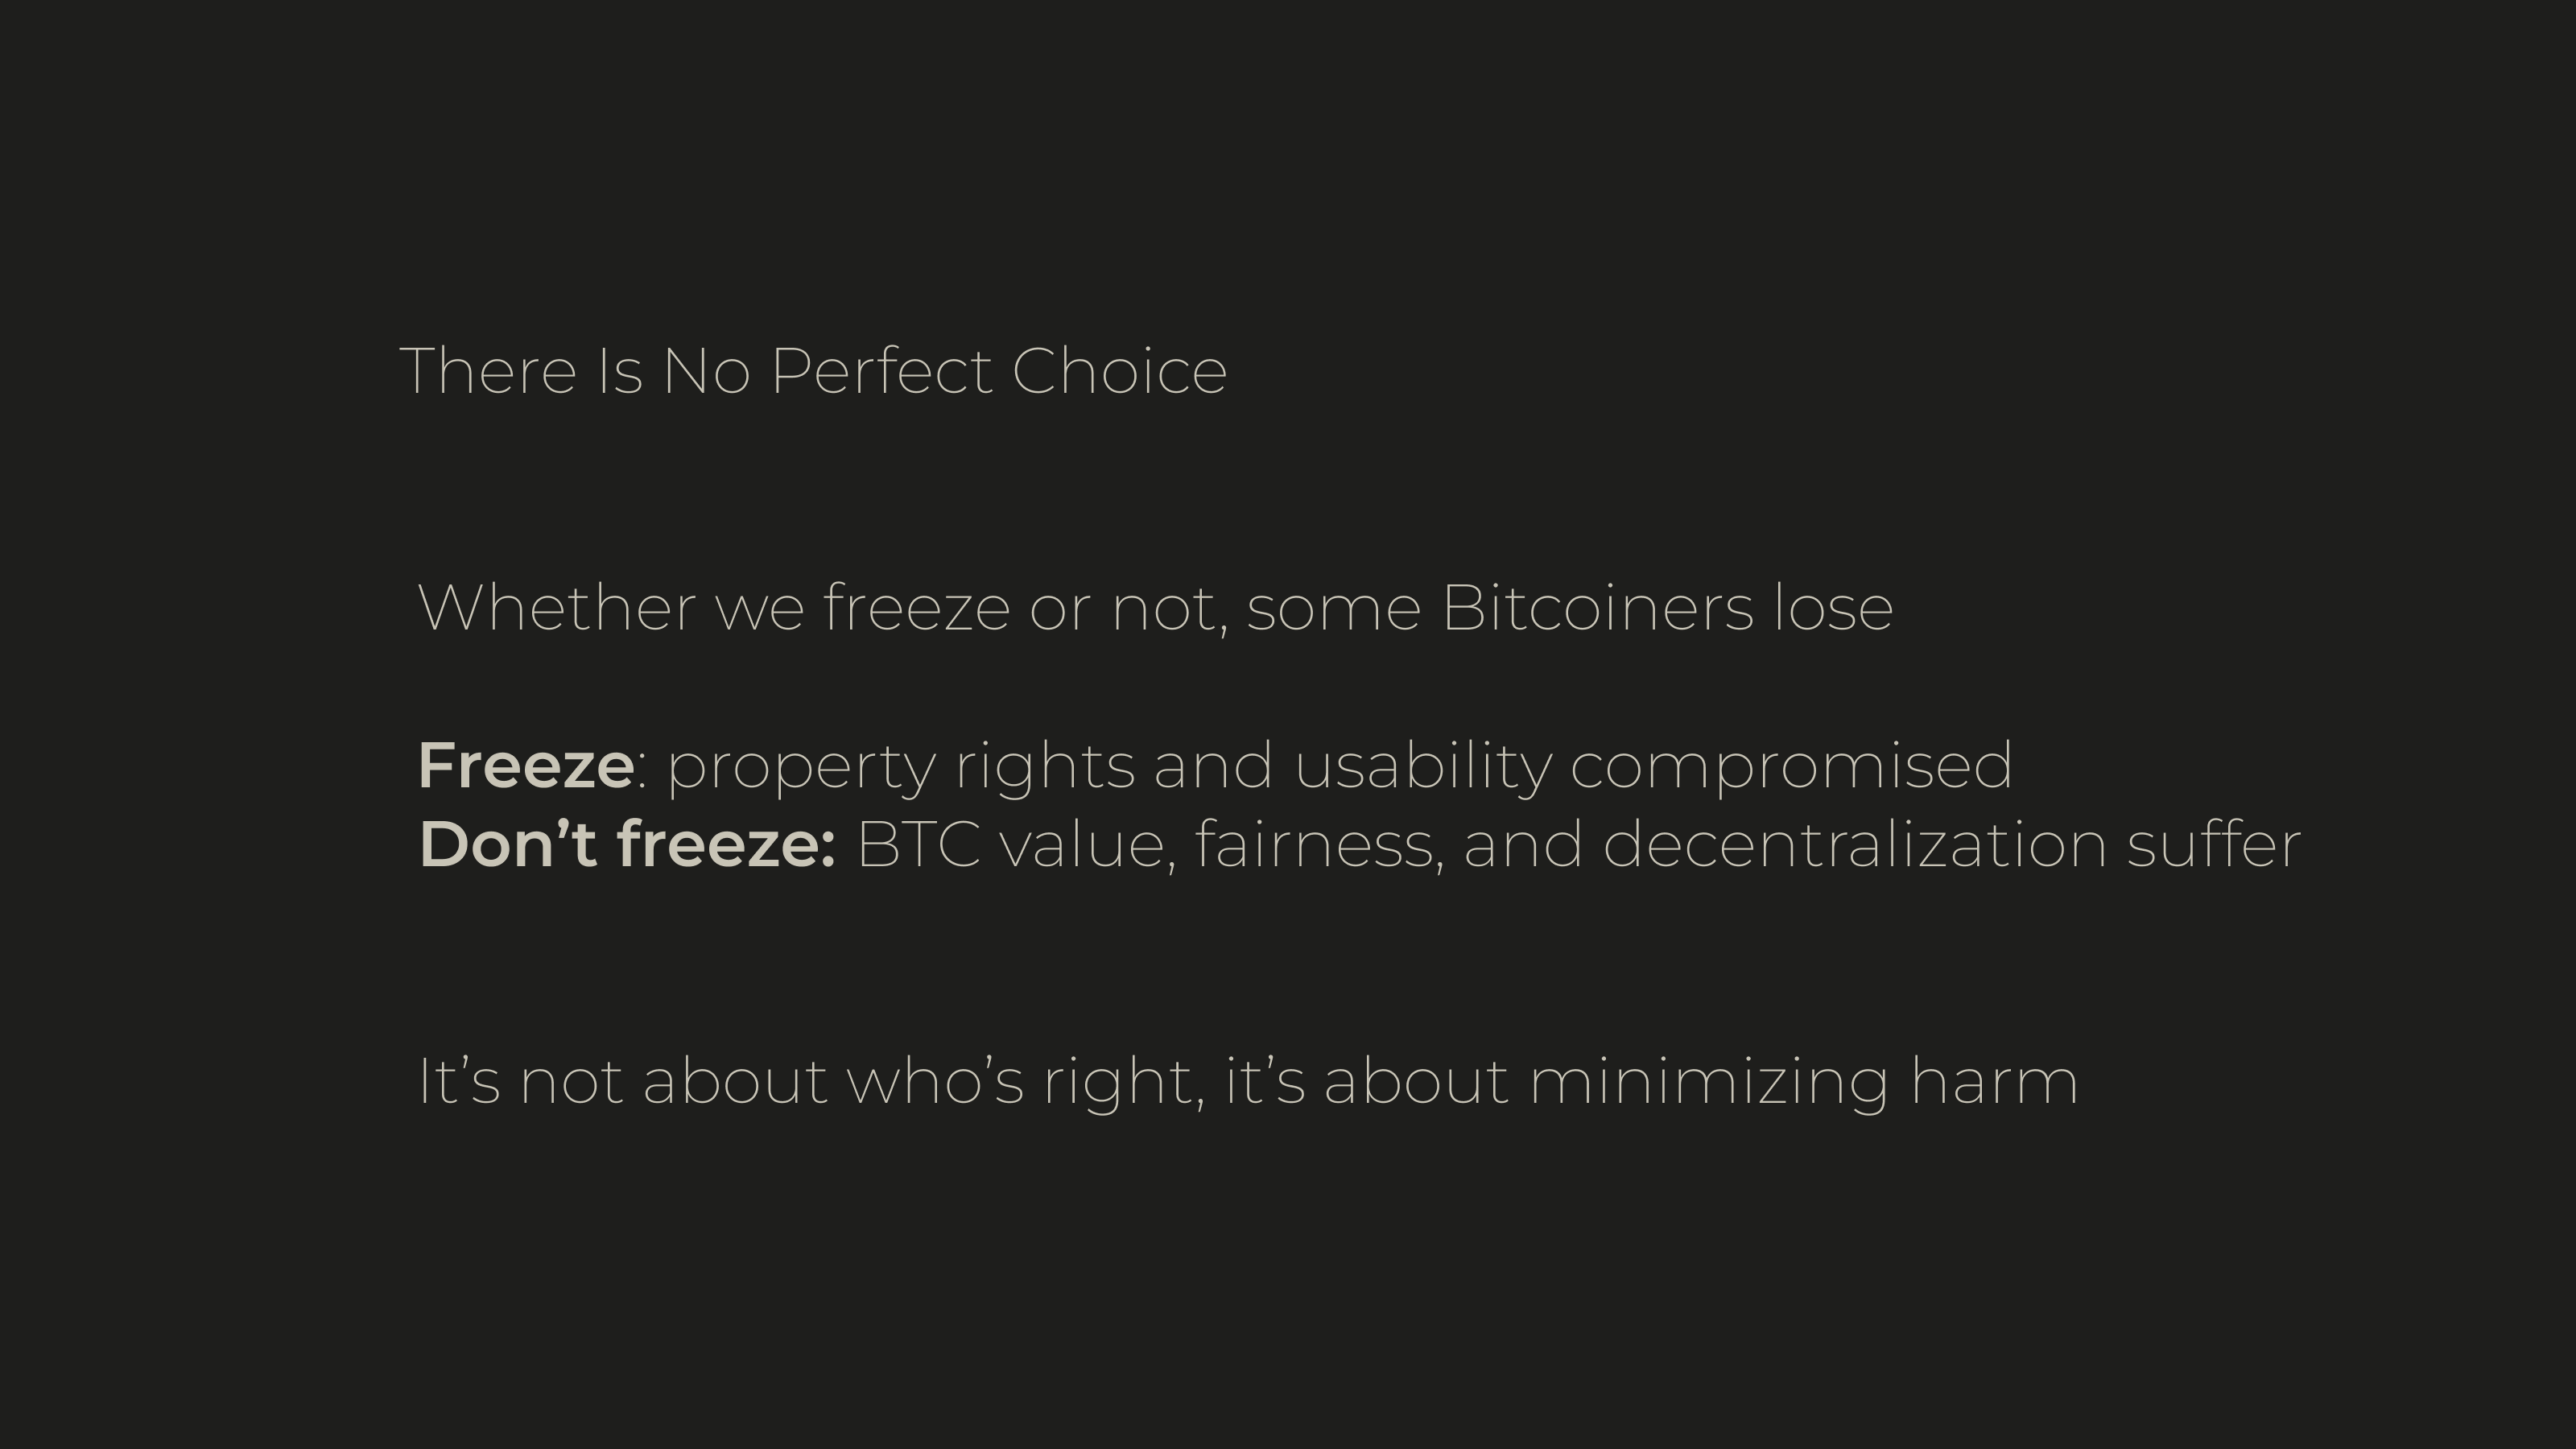 There Is No Perfect Choice
Whether we freeze or not, some Bitcoiners lose
Freeze: property rights and usability compromised
Don’t freeze: BTC value, fairness, and decentralization suffer
It’s not about who’s right, it’s about minimizing harm